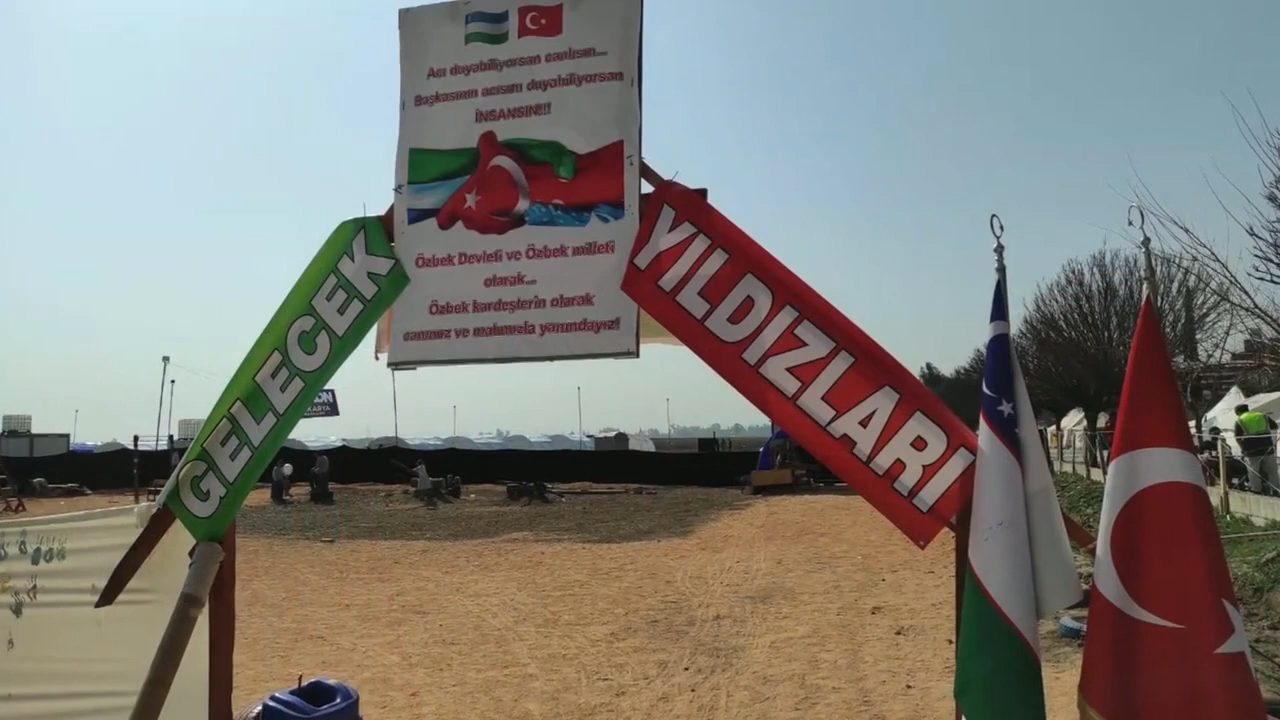 Acı duyabiliyorsan canlısın...
Başkasının acısını duyabiliyorsan
İNSANSIN!!!
Özbek Devleti ve Özbek milleti
olarak...
Özbek kardeşlerin olarak
canımız ve malımızla yanındayız!
GELECEK
YILDIZLARI